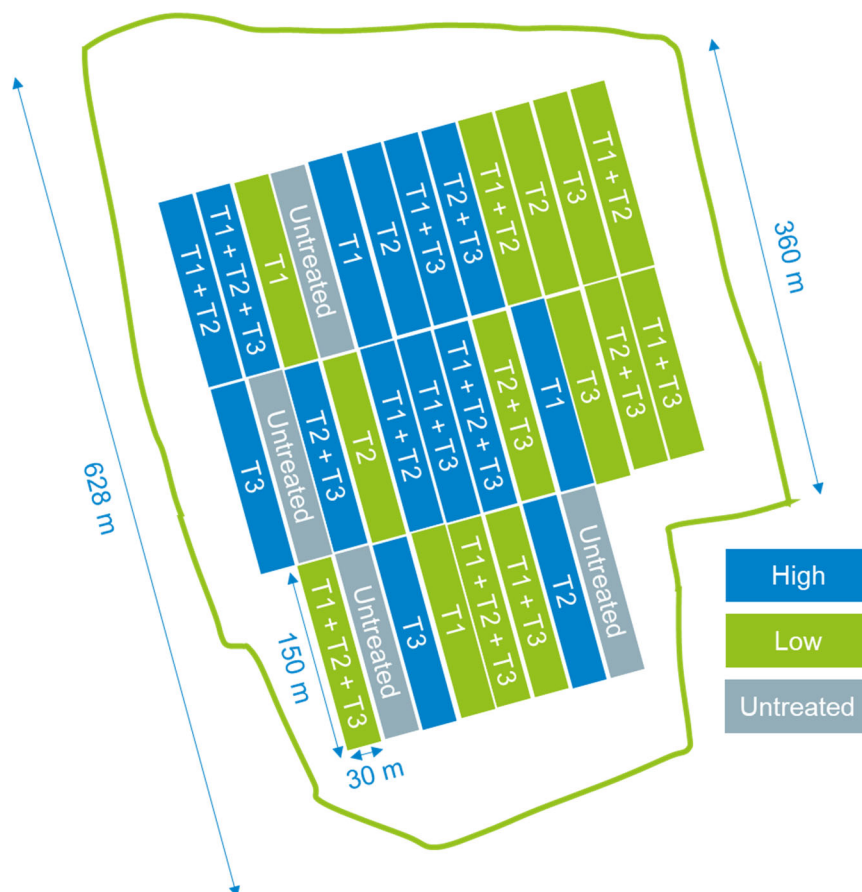 T1 + T2
T1 + T2 + T3
T1
Untreated
T1
T2
T1 + T3
T2 + T3
T1 + T2
T2
T3
T1 + T2
T3
Untreated
T2 + T3
T2
T1 + T2
T1 + T3
T1 + T2 + T3
T2 + T3
T1
T3
T2 + T3
T1 + T3
T1 + T2 + T3
Untreated
T3
T1
T1 + T2 + T3
T1 + T3
T2
Untreated
628 m
360 m
150 m
30 m
High
Low
Untreated